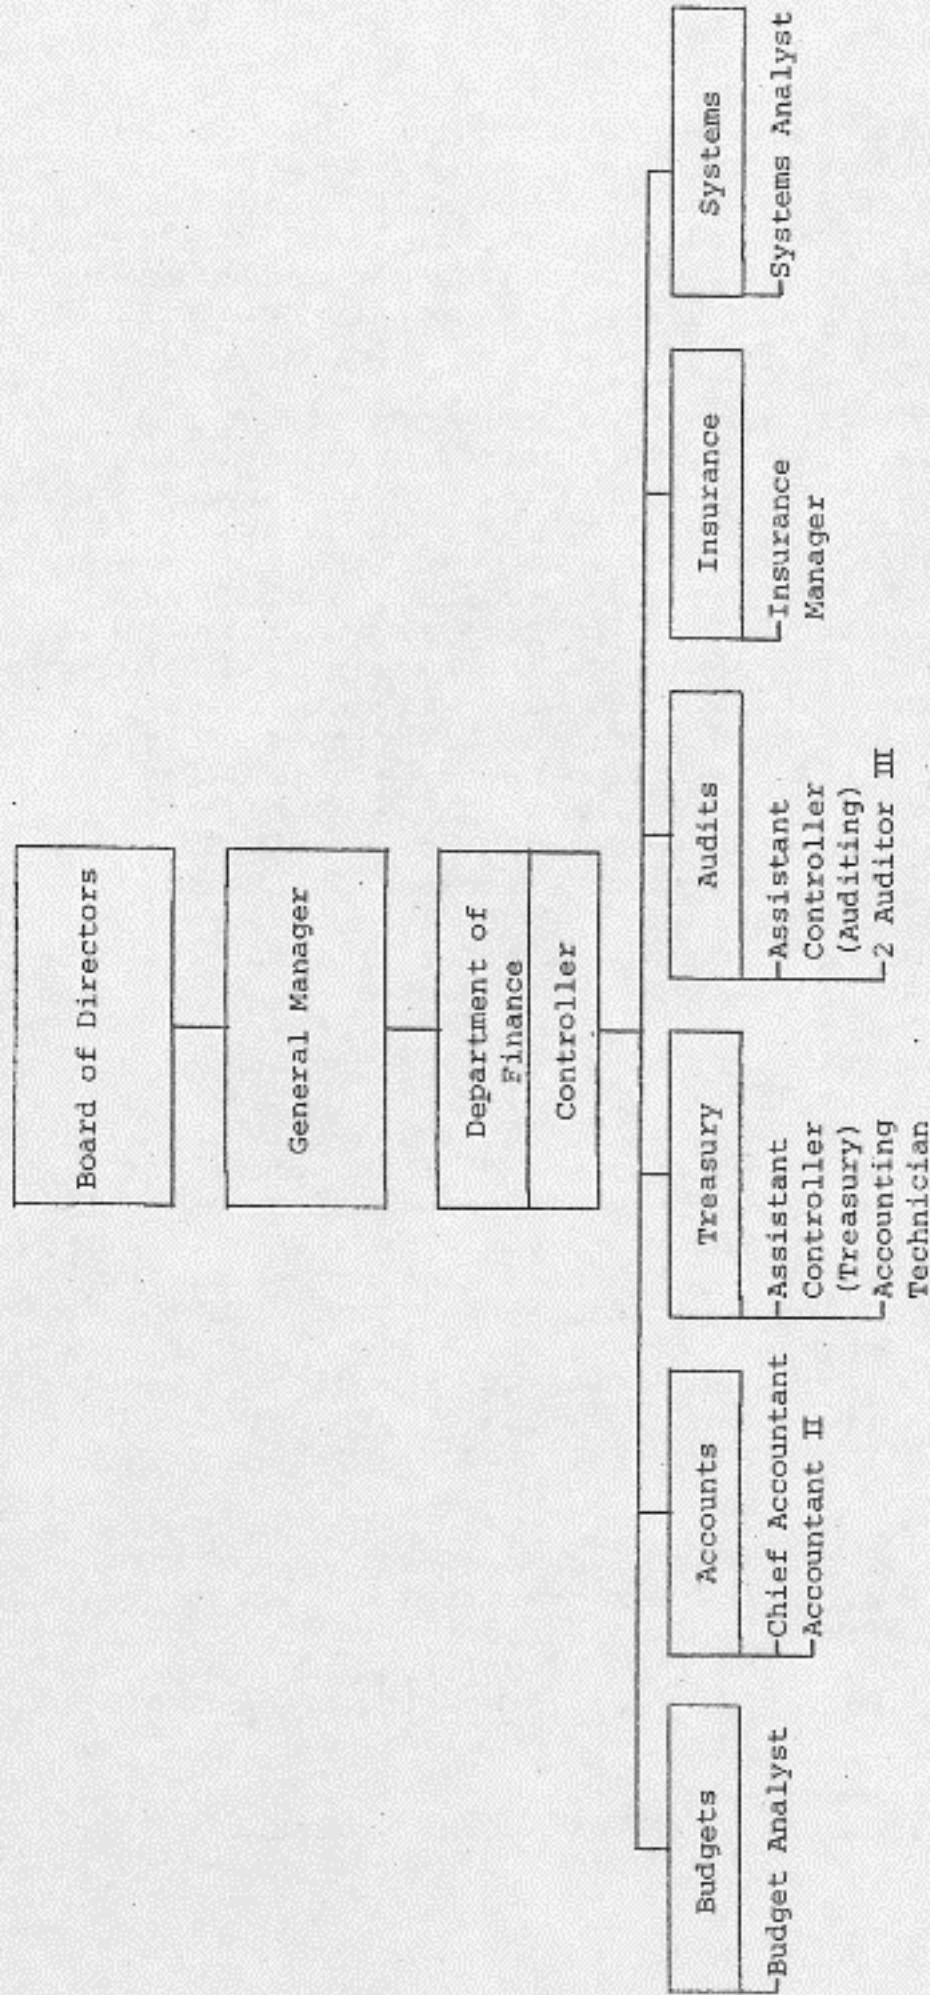 Board of Directors
General Manager
Department of
Finance
Controller
Budgets
Budget Analyst
Accounts
Chief Accountant
Accountant II
Treasury
Assistant
Controller
(Treasury)
Accounting
Technician
Audits
Assistant
Controller
(Auditing)
2 Auditor III
Insurance
Insurance
Manager
Systems
Systems Analyst